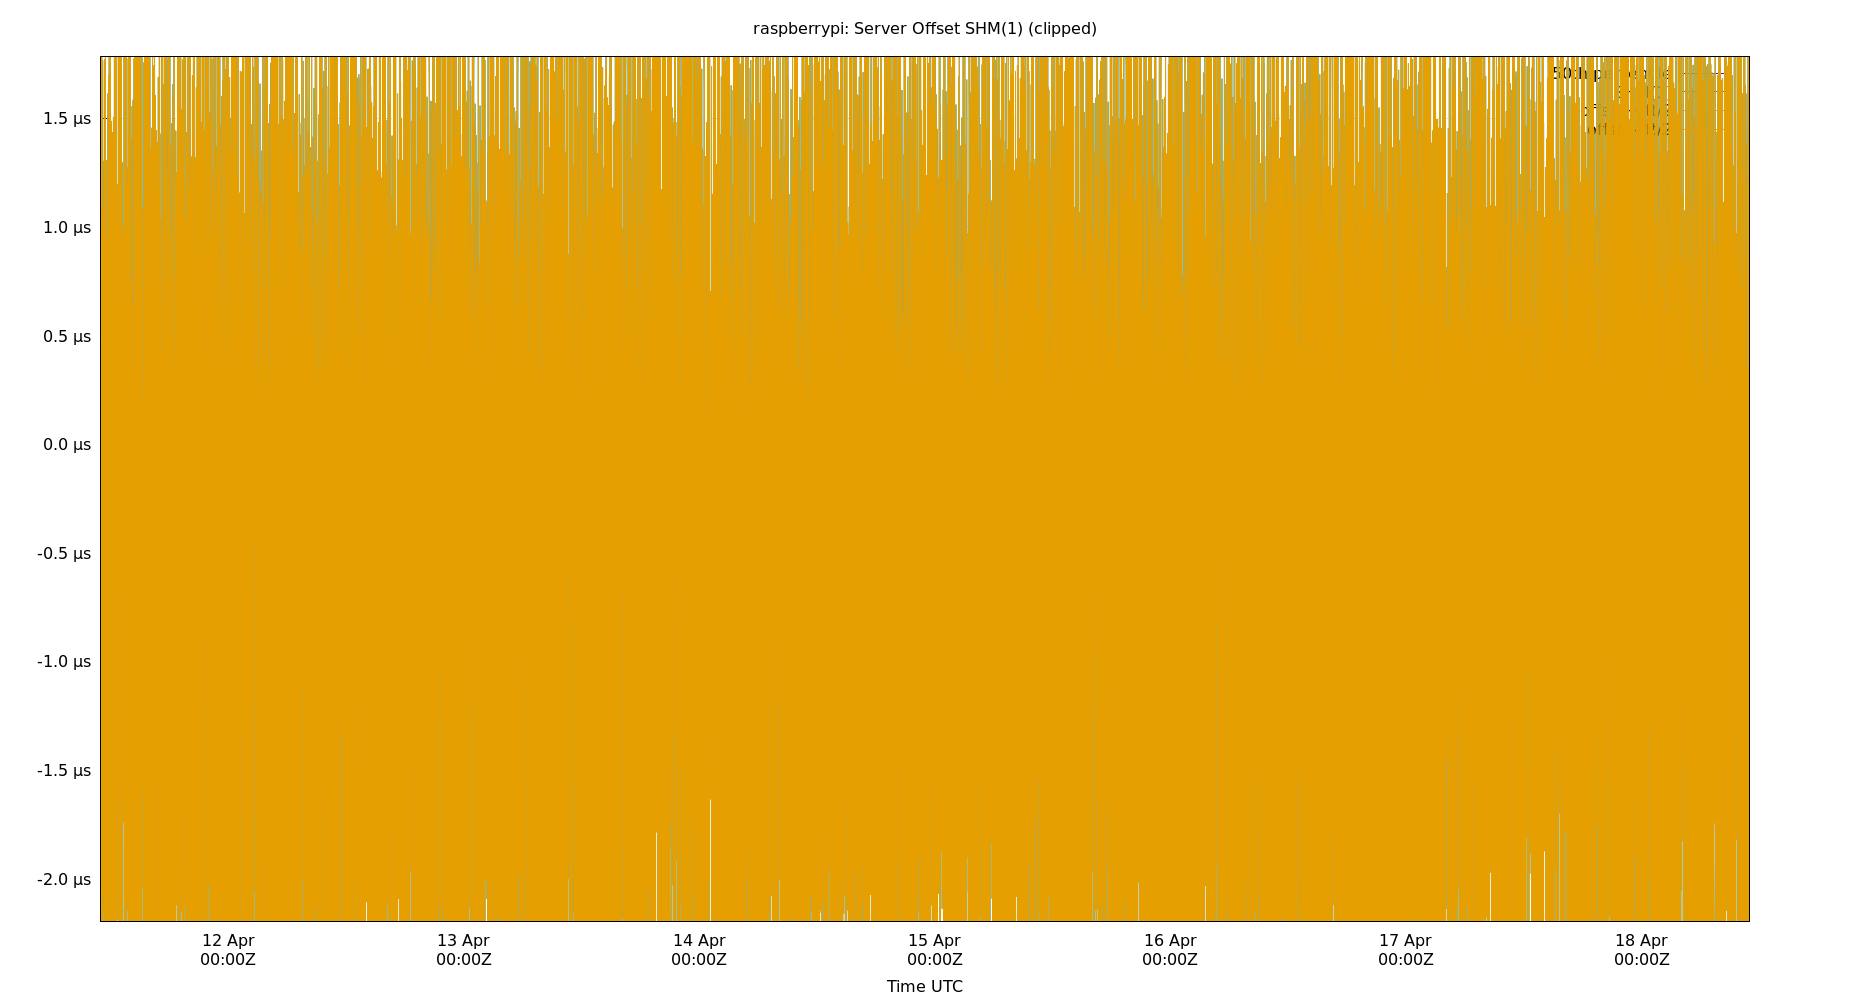 raspberrypi: Server Offset SHM(1) (clipped)
1.5 µs
1.0 µs
0.5 µs
0.0 µs
-0.5 µs
-1.0 µs
-1.5 µs
-2.0 µs
12 Apr
00:00Z
13 Apr
00:00Z
14 Apr
00:00Z
15 Apr
00:00Z
16 Apr
00:00Z
17 Apr
00:00Z
18 Apr
00:00Z
Time UTC